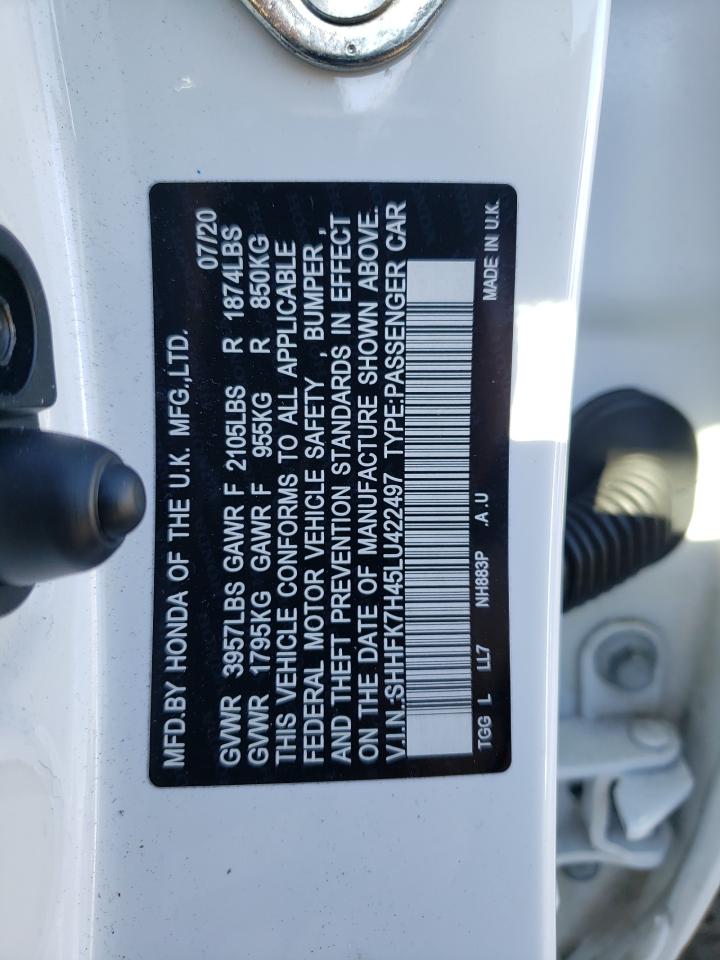 MFD.BY HONDA OF THE U.K. MFG.,LTD. 07/20
GVWR 3957LBS GAWR F 2105LBS R 1874LBS
GVWR 1795KG GAWR F 955KG R 850KG
THIS VEHICLE CONFORMS TO ALL APPLICABLE
FEDERAL MOTOR VEHICLE SAFETY , BUMPER ,
AND THEFT PREVENTION STANDARDS IN EFFECT
ON THE DATE OF MANUFACTURE SHOWN ABOVE.
V.I.N.:SHHFK7H45LU422497 TYPE:PASSENGER CAR
TGG L LL7 NH883P .A.U MADE IN U.K.